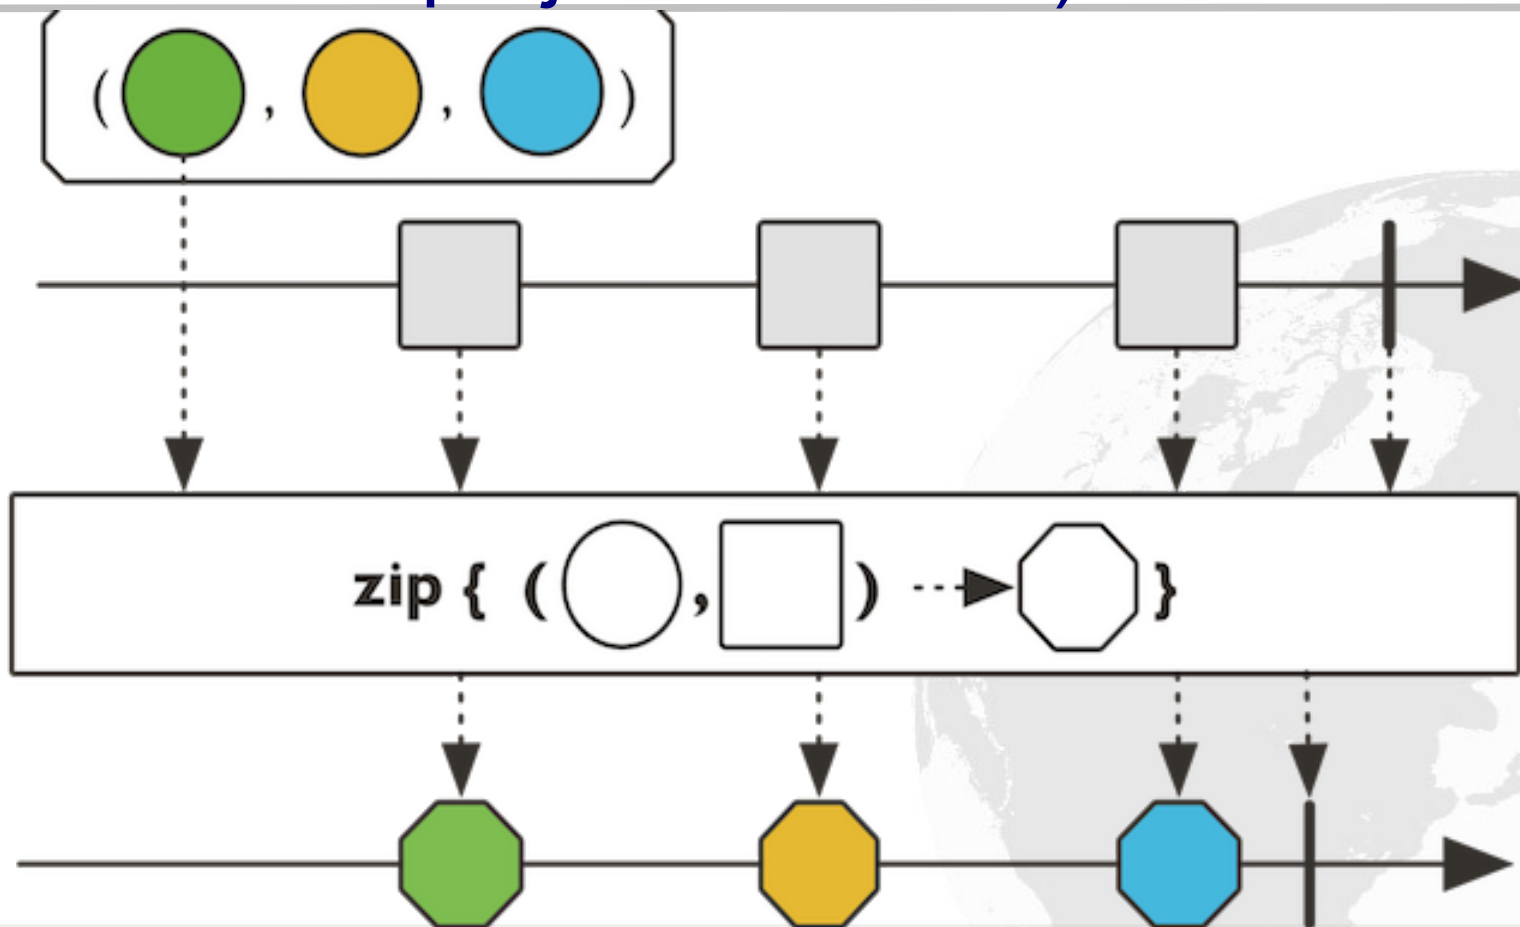 ( , , )
zip { ( , ) }